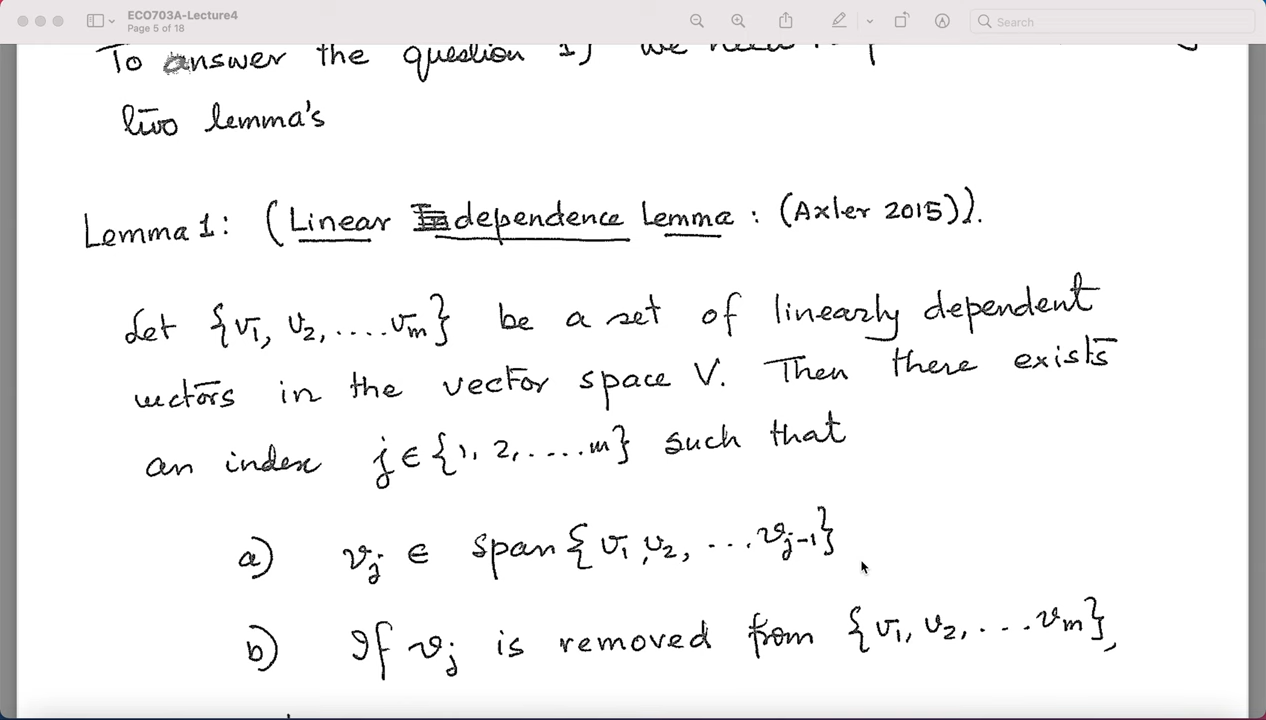 ECO703A-Lecture4
Page 5 of 18
Search
To answer the question 1) we need
two lemma's
Lemma 1: (Linear dependence Lemma : (Axler 2015)).
Let {v1, v2, ....vm} be a set of linearly dependent
vectors in the vector space V. Then there exists
an index j ∈ {1, 2, ....m} such that
a) vj ∈ span {v1, v2, ...vj-1}
b) If vj is removed from {v1, v2, ...vm},